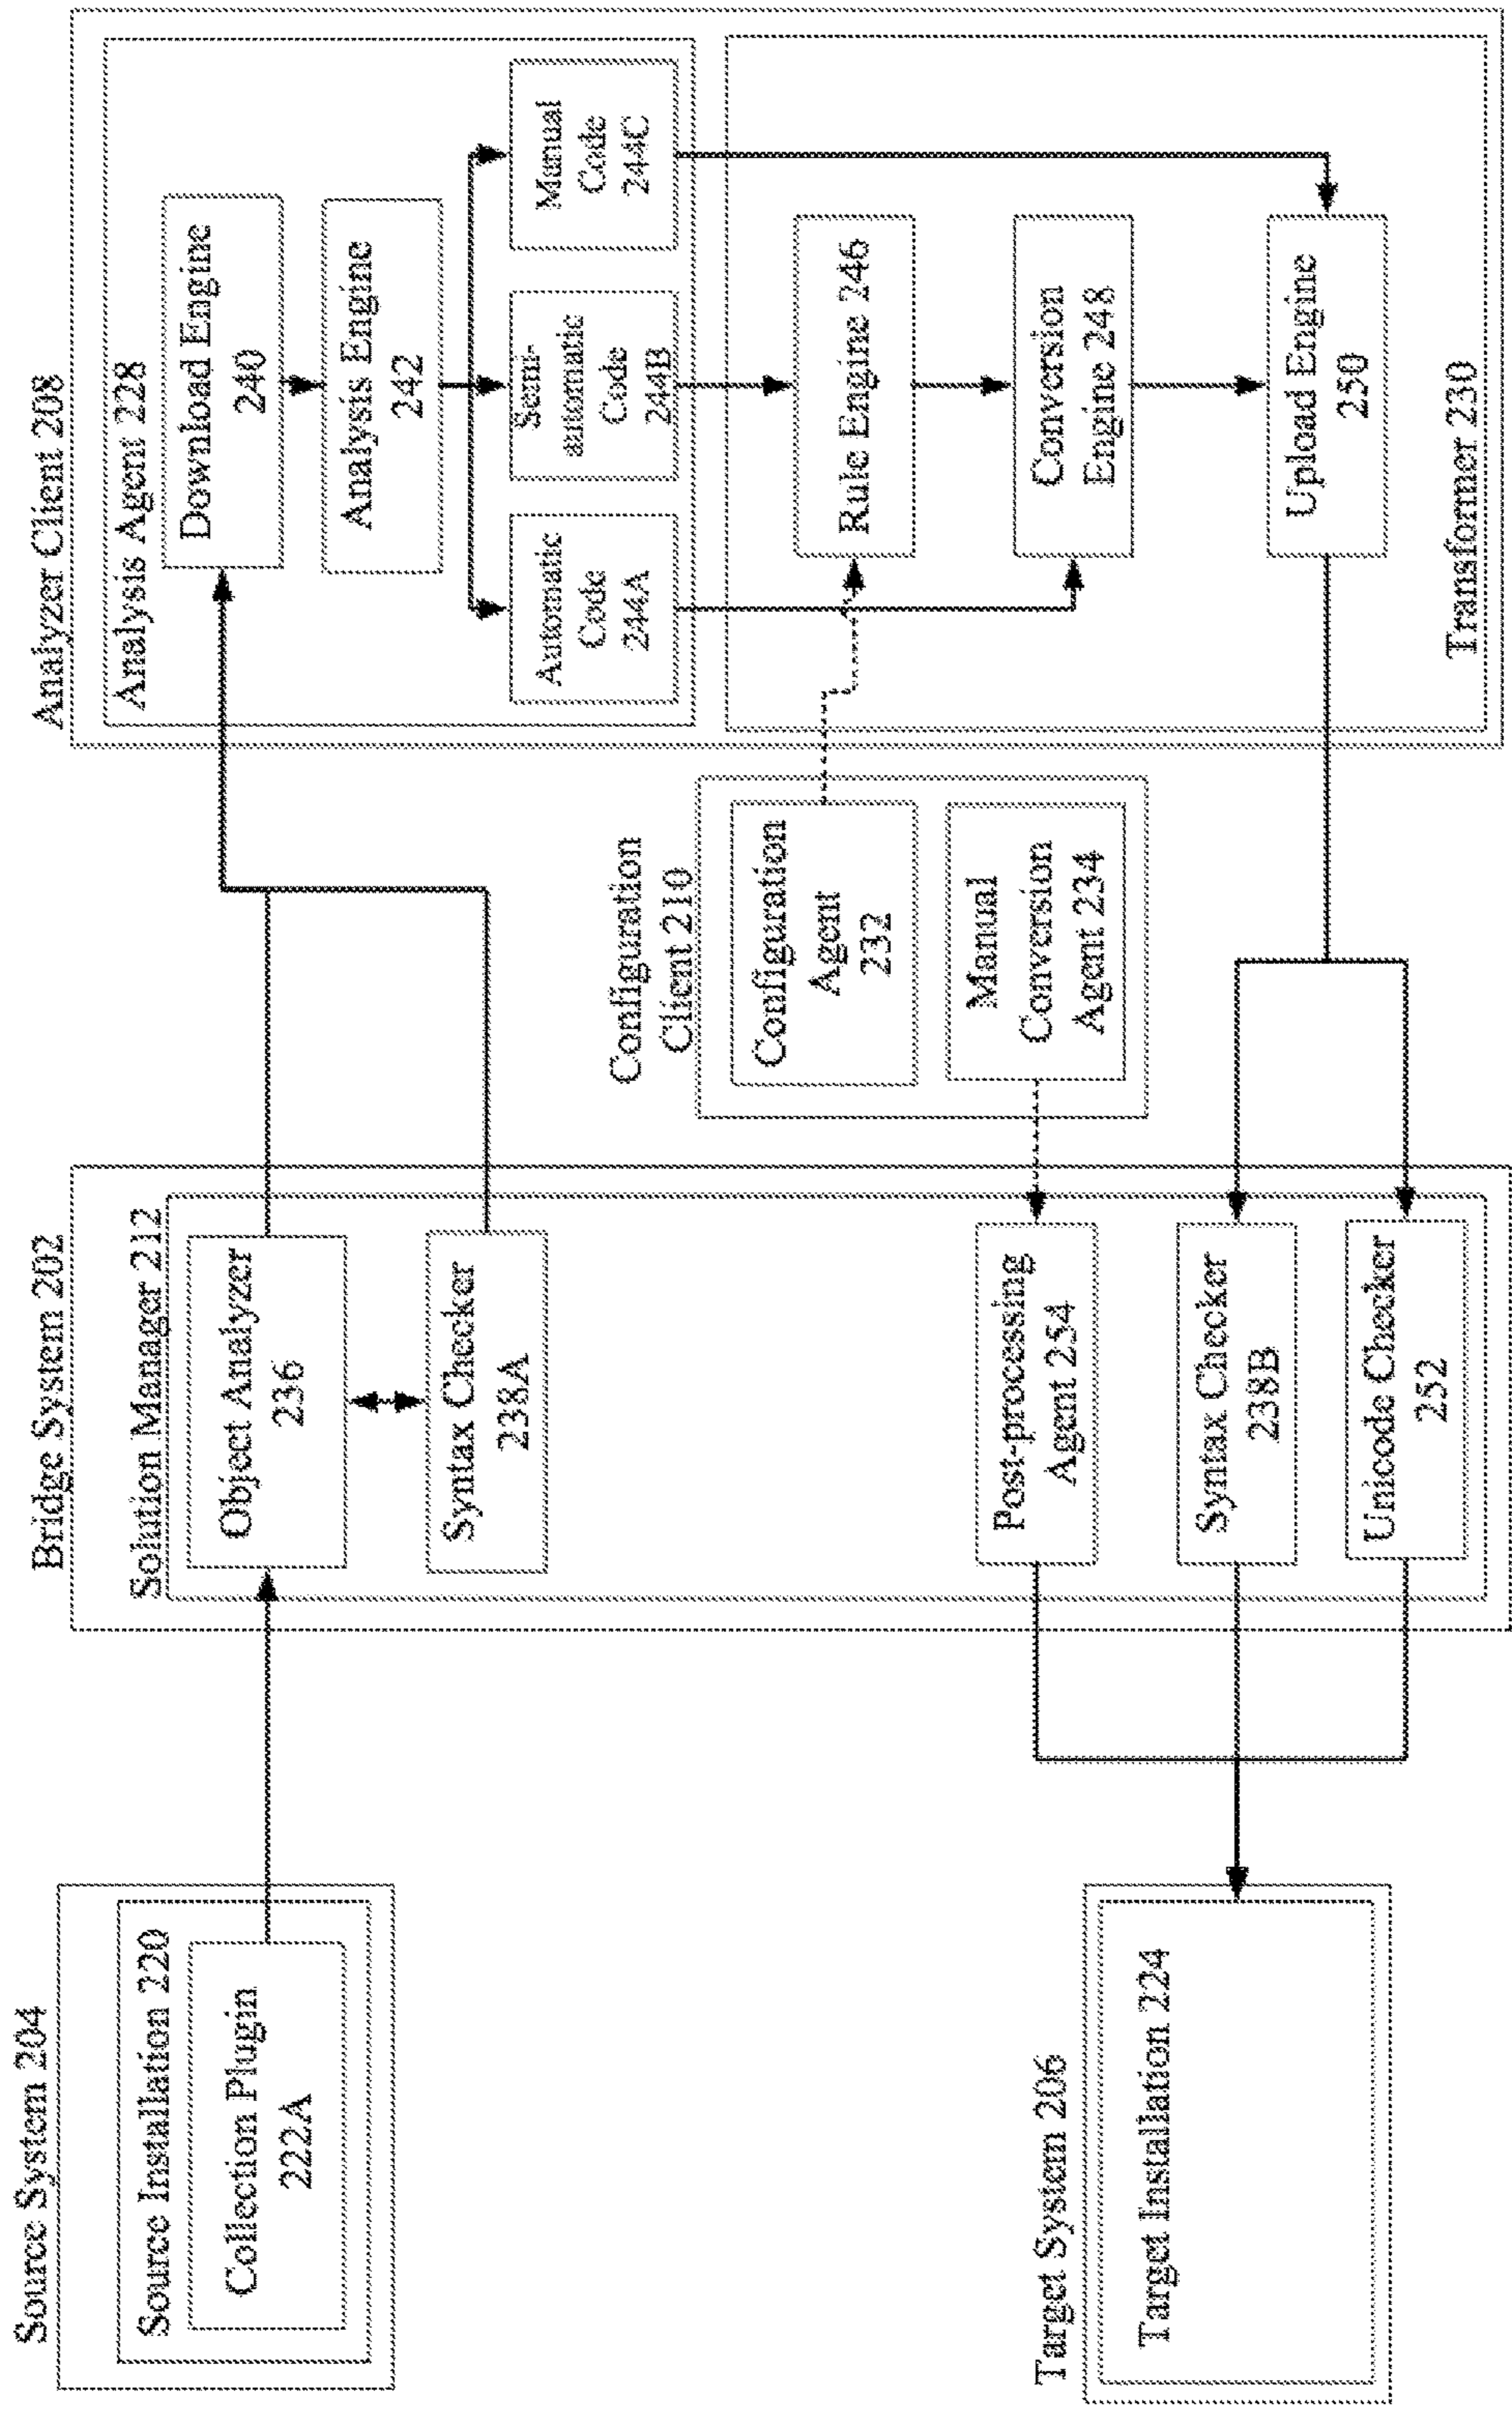 Source System 204
Source Installation 220
Collection Plugin
222A
Target System 206
Target Installation 224
Bridge System 202
Solution Manager 212
Object Analyzer
236
Syntax Checker
238A
Post-processing
Agent 254
Syntax Checker
238B
Unicode Checker
252
Configuration
Client 210
Configuration
Agent
232
Manual
Conversion
Agent 234
Analyzer Client 208
Analysis Agent 228
Download Engine
240
Analysis Engine
242
Automatic
Code
244A
Semi-
automatic
Code
244B
Manual
Code
244C
Rule Engine 246
Conversion
Engine 248
Upload Engine
250
Transformer 230